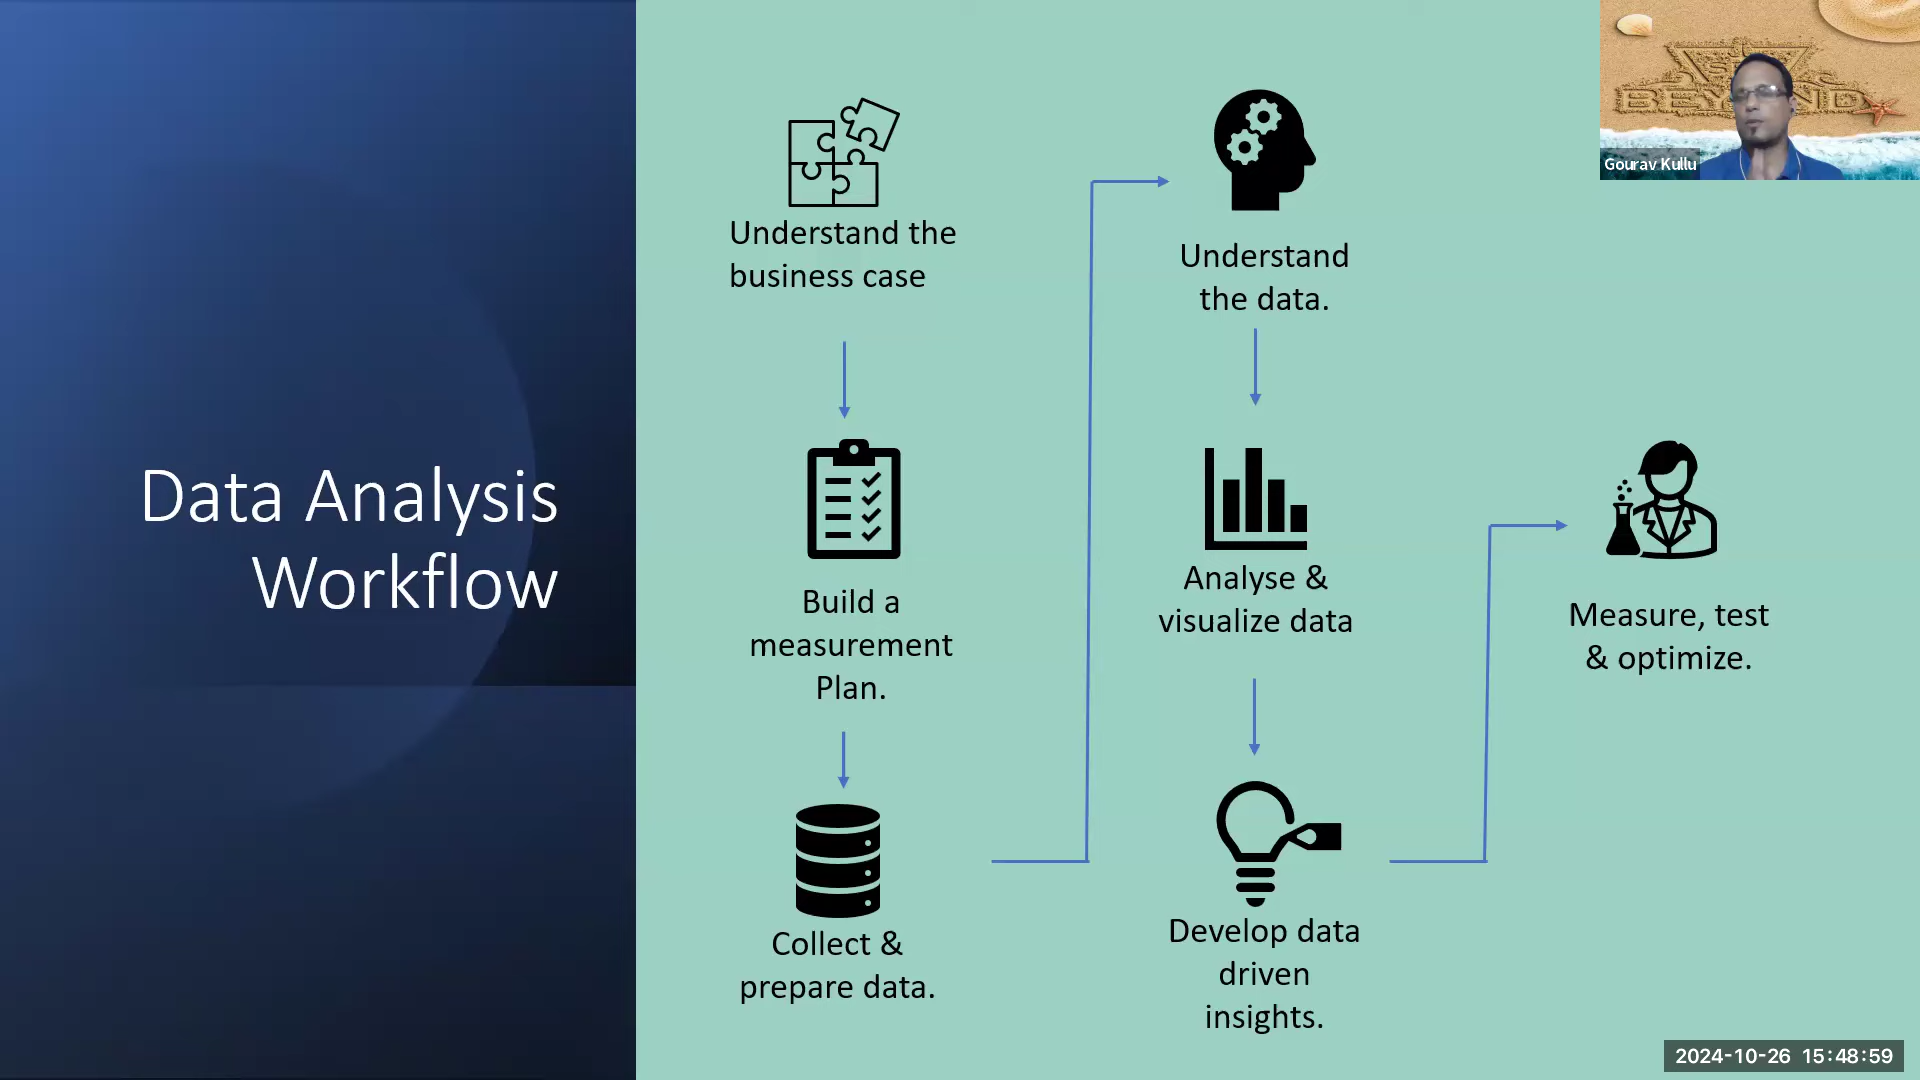 Data Analysis
Workflow
Understand the
business case
Build a
measurement
Plan.
Collect &
prepare data.
Understand
the data.
Analyse &
visualize data
Develop data
driven
insights.
Measure, test
& optimize.
Gourav Kullu
2024-10-26 15:48:59